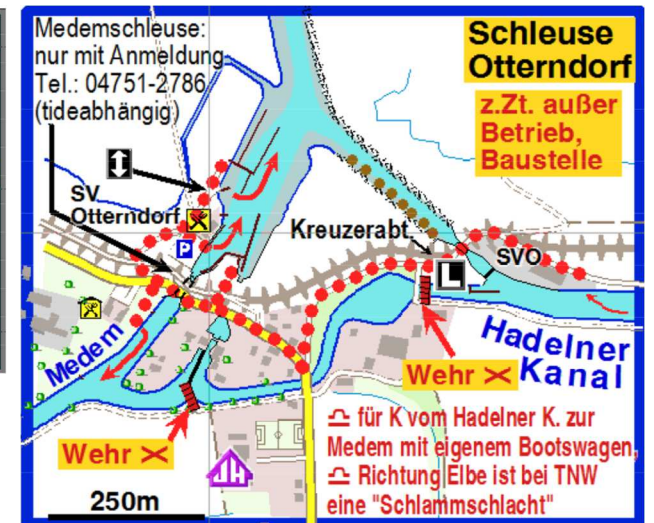 Medemschleuse:
nur mit Anmeldung
Tel.: 04751-2786
(tideabhängig)
Schleuse
Otterndorf
z.Zt. außer
Betrieb,
Baustelle
SV
Otterndorf
P
Kreuzerabt.
SVO
L
Medem
Hadelner
Kanal
Wehr
Wehr
für K vom Hadelner K. zur
Medem mit eigenem Bootswagen,
Richtung Elbe ist bei TNW
eine "Schlammschlacht"
250m